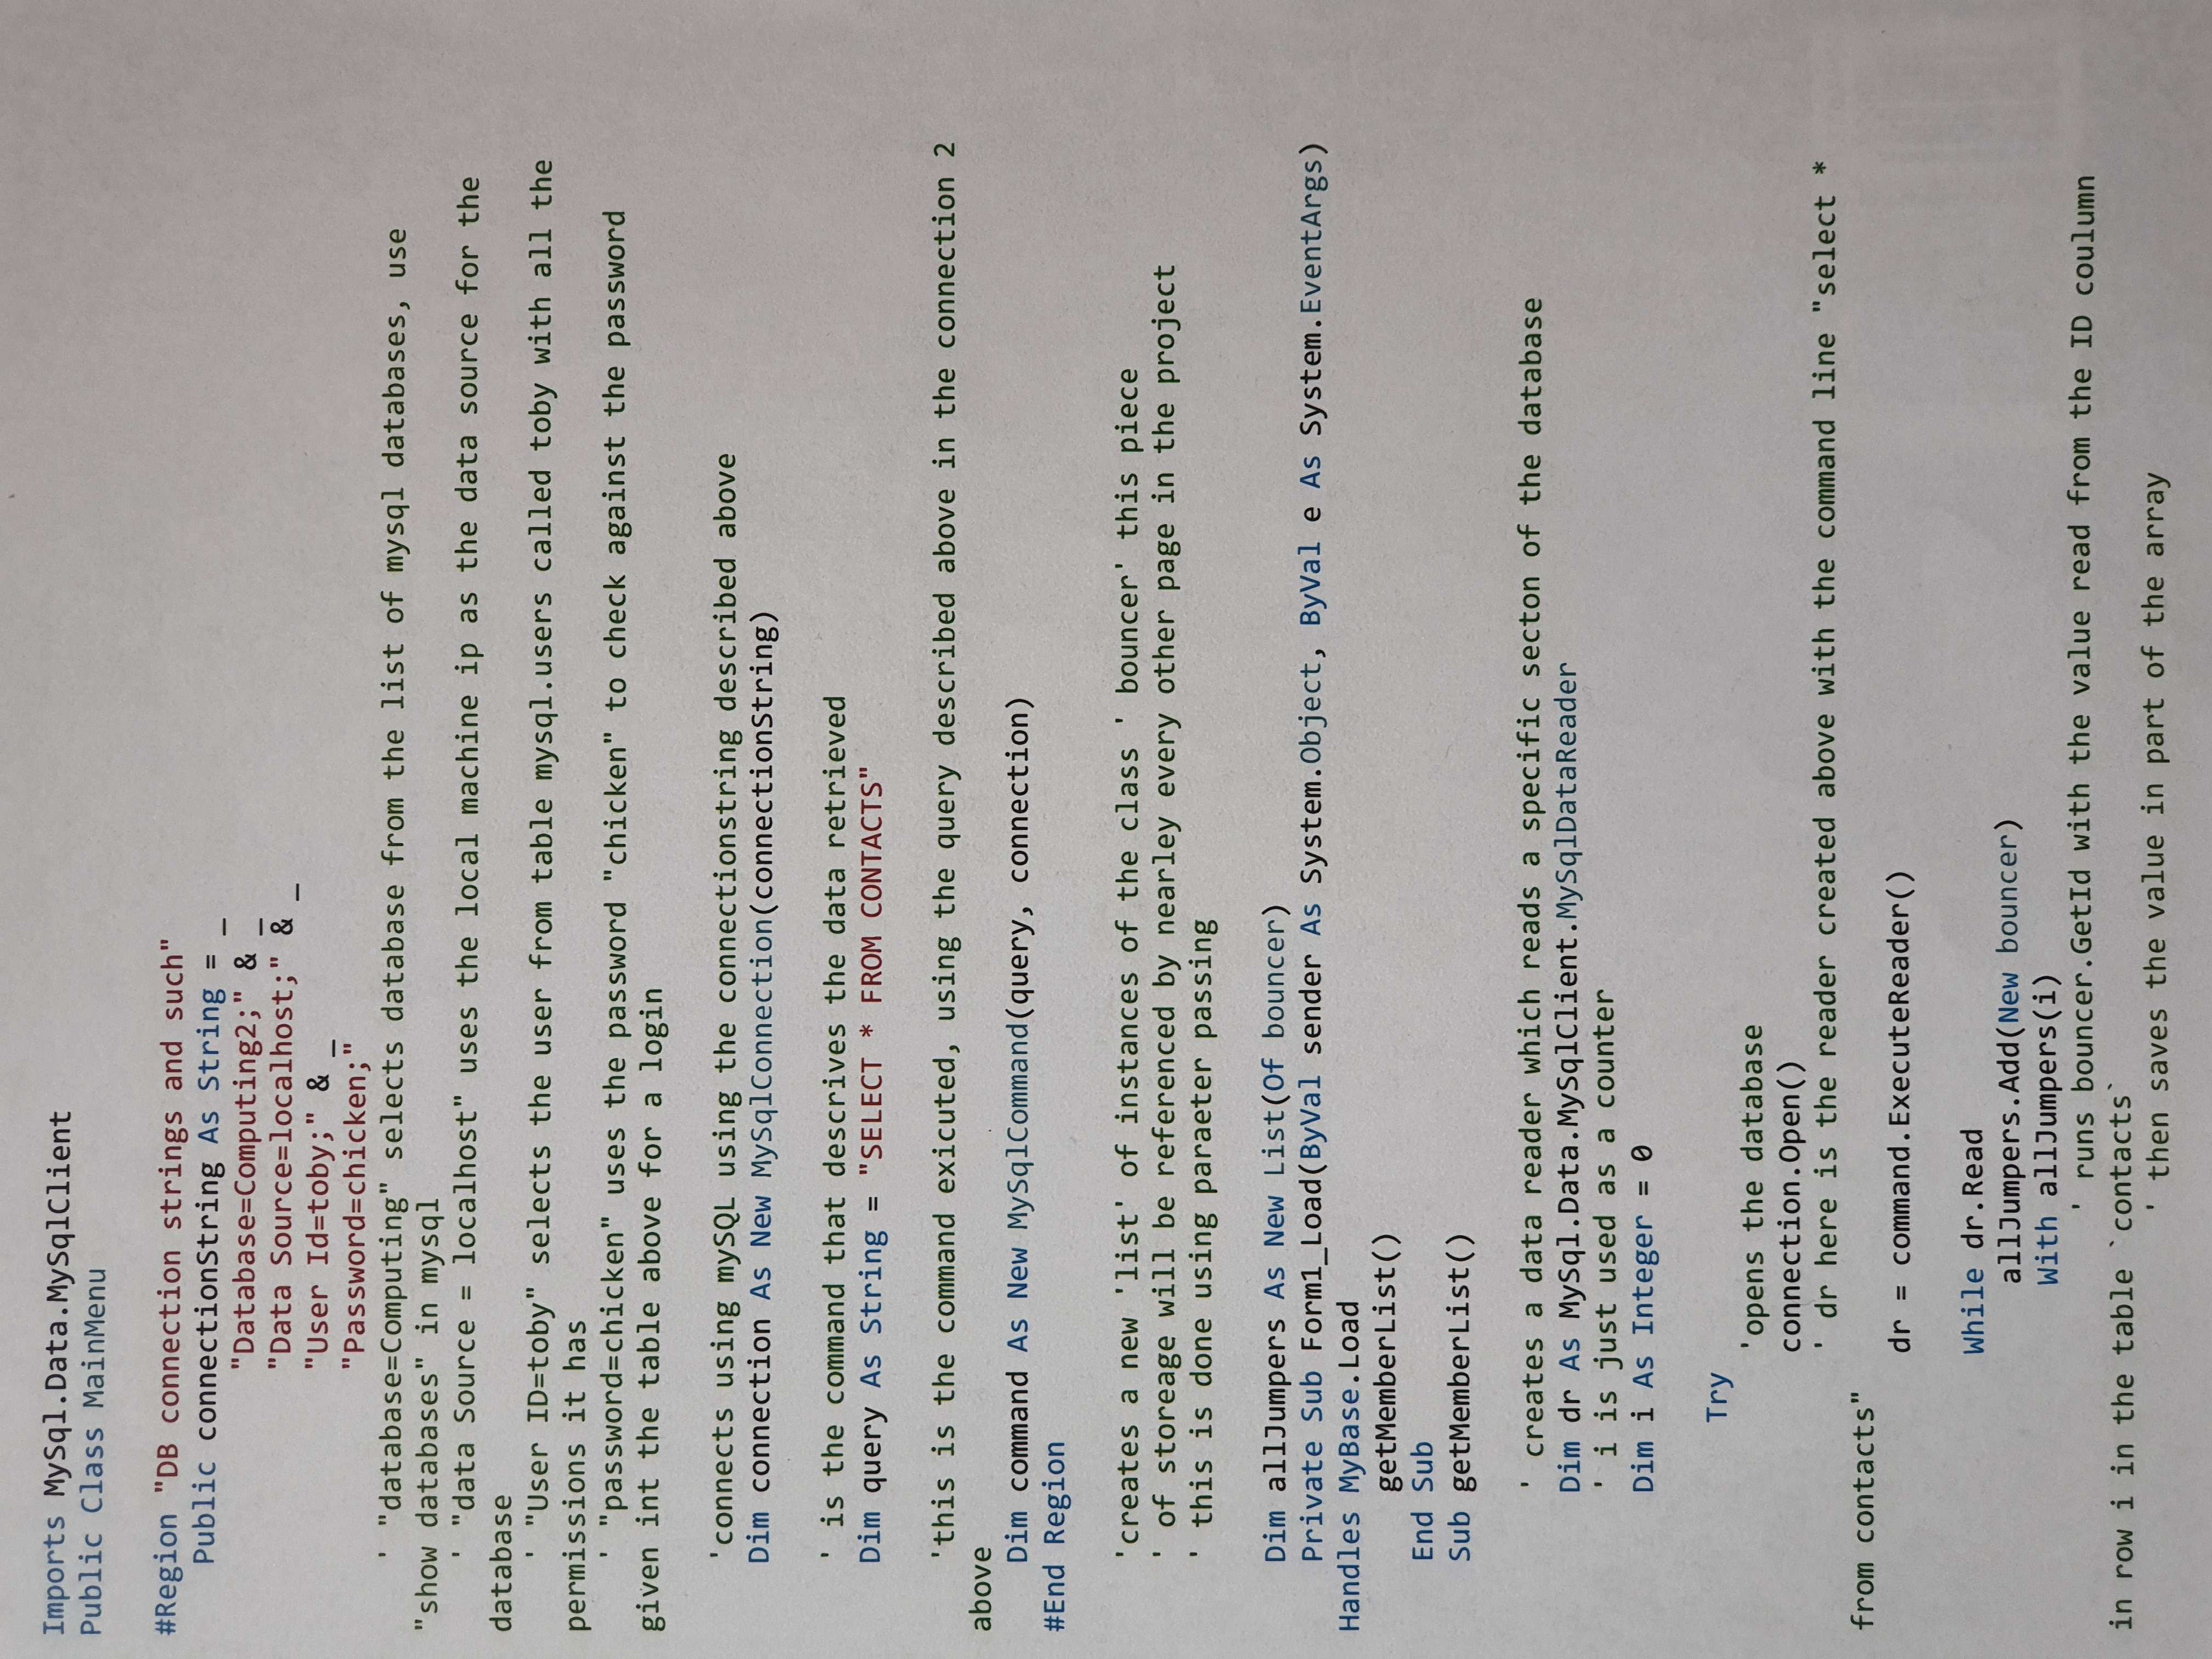 Imports MySql.Data.MySqlClient
Public Class MainMenu
#Region "DB connection strings and such"
Public connectionString As String = _
"Database=Computing2;" & _
"Data Source=localhost;" & _
"User Id=toby;" & _
"Password=chicken;"
' "database=Computing" selects database from the list of mysql databases, use
"show databases" in mysql
' "data Source = localhost" uses the local machine ip as the data source for the
database
' "User ID=toby" selects the user from table mysql.users called toby with all the
permissions it has
' "password=chicken" uses the password "chicken" to check against the password
given int the table above for a login
'connects using mySQL using the connectionstring described above
Dim connection As New MySqlConnection(connectionString)
' is the command that descrives the data retrieved
Dim query As String = "SELECT * FROM CONTACTS"
'this is the command exicuted, using the query described above in the connection 2
above
Dim command As New MySqlCommand(query, connection)
#End Region
'creates a new 'list' of instances of the class ' bouncer' this piece
' of storeage will be referenced by nearley every other page in the project
' this is done using paraeter passing
Dim allJumpers As New List(Of bouncer)
Private Sub Form1_Load(ByVal sender As System.Object, ByVal e As System.EventArgs)
Handles MyBase.Load
getMemberList()
End Sub
Sub getMemberList()
' creates a data reader which reads a specific secton of the database
Dim dr As MySql.Data.MySqlClient.MySqlDataReader
' i is just used as a counter
Dim i As Integer = 0
Try
'opens the database
connection.Open()
' dr here is the reader created above with the command line "select *
from contacts"
dr = command.ExecuteReader()
While dr.Read
allJumpers.Add(New bouncer)
With allJumpers(i)
' runs bouncer.GetId with the value read from the ID coulumn
in row i in the table `contacts`
' then saves the value in part of the array